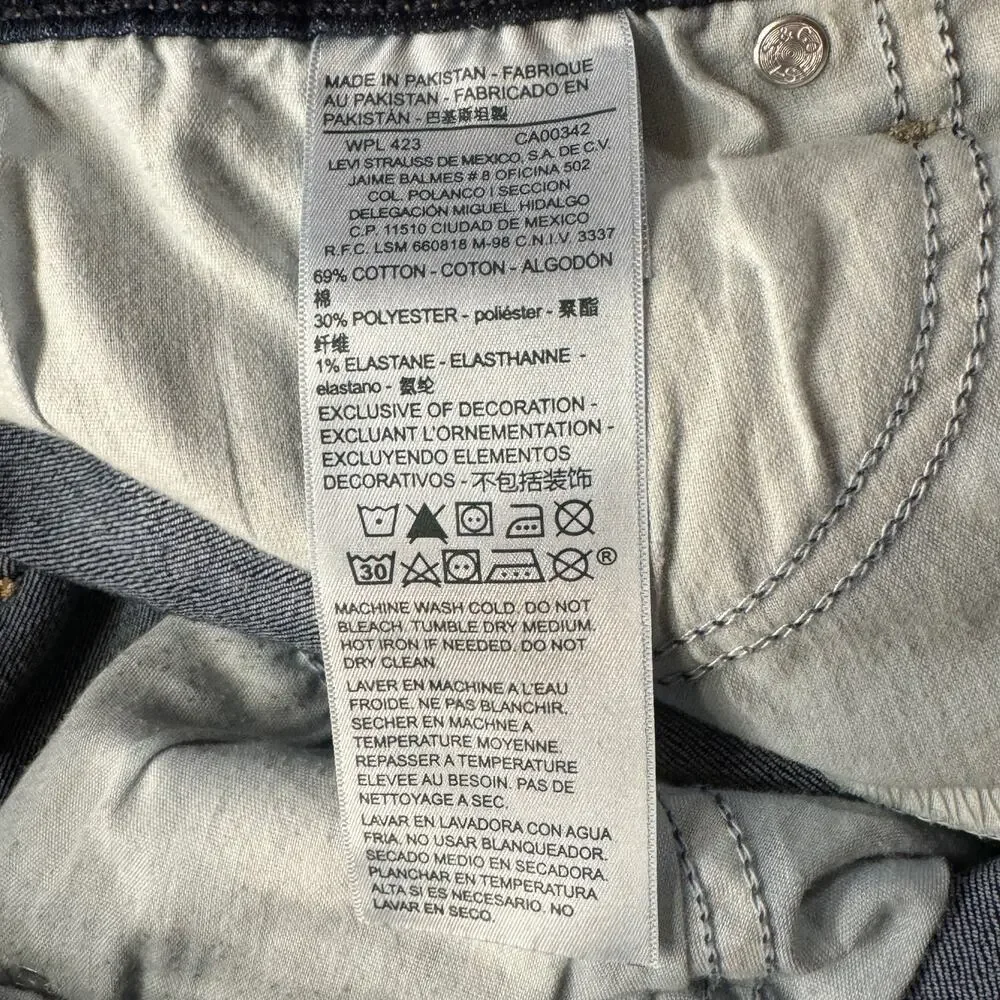 MADE IN PAKISTAN - FABRIQUE
AU PAKISTAN - FABRICADO EN
PAKISTÁN - 巴基斯坦製
WPL 423 CA00342
LEVI STRAUSS DE MEXICO, S.A. DE C.V.
JAIME BALMES # 8 OFICINA 502
COL. POLANCO I SECCION
DELEGACIÓN MIGUEL. HIDALGO
C.P. 11510 CIUDAD DE MEXICO
R.F.C. LSM 660818 M-98 C.N.I.V. 3337
69% COTTON - COTON - ALGODÓN
棉
30% POLYESTER - poliéster - 聚酯
纤维
1% ELASTANE - ELASTHANNE -
elastano - 氨纶
EXCLUSIVE OF DECORATION -
EXCLUANT L'ORNEMENTATION -
EXCLUYENDO ELEMENTOS
DECORATIVOS - 不包括装饰
30 ®
MACHINE WASH COLD. DO NOT
BLEACH. TUMBLE DRY MEDIUM.
HOT IRON IF NEEDED. DO NOT
DRY CLEAN.
LAVER EN MACHINE A L'EAU
FROIDE. NE PAS BLANCHIR.
SECHER EN MACHNE A
TEMPERATURE MOYENNE.
REPASSER A TEMPERATURE
ELEVEE AU BESOIN. PAS DE
NETTOYAGE A SEC.
LAVAR EN LAVADORA CON AGUA
FRIA. NO USAR BLANQUEADOR.
SECADO MEDIO EN SECADORA.
PLANCHAR EN TEMPERATURA
ALTA SI ES NECESARIO. NO
LAVAR EN SECO.